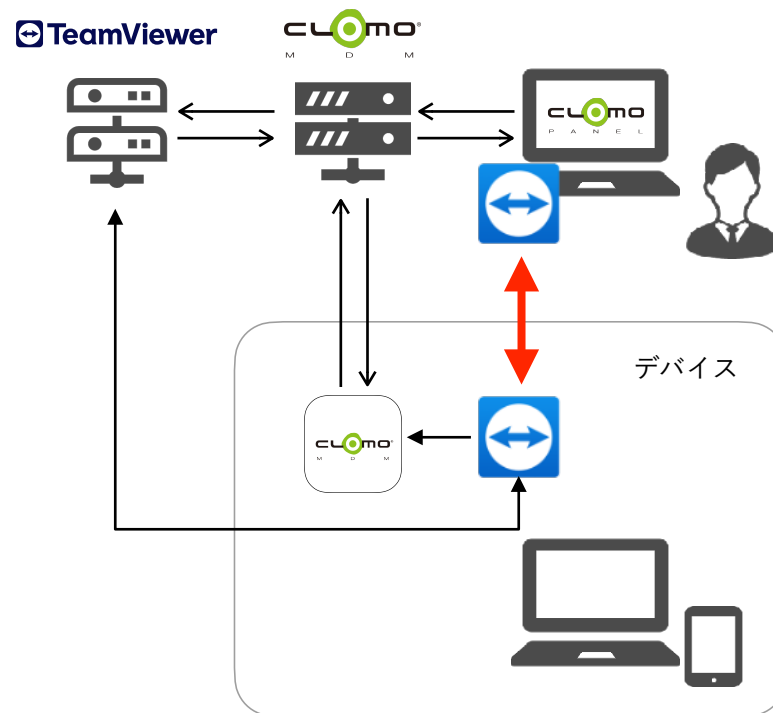 TeamViewer
CLOMO®
M D M
CLOMO
P A N E L
デバイス
CLOMO®
M D M